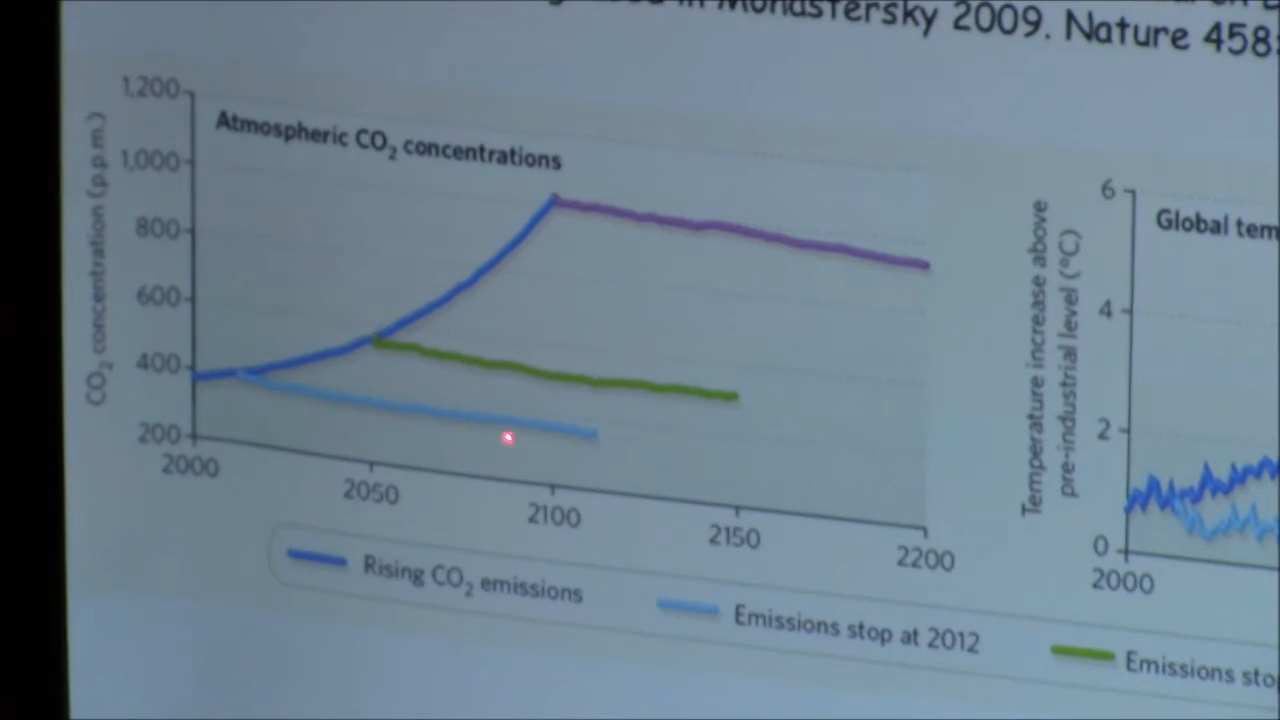 in Monastersky 2009. Nature 458:
1,200
1,000
800
600
400
200
CO2 concentration (p.p.m.)
Atmospheric CO2 concentrations
2000
2050
2100
2150
2200
6
4
2
0
Temperature increase above
pre-industrial level (°C)
Global tem
2000
Rising CO2 emissions
Emissions stop at 2012
Emissions sto